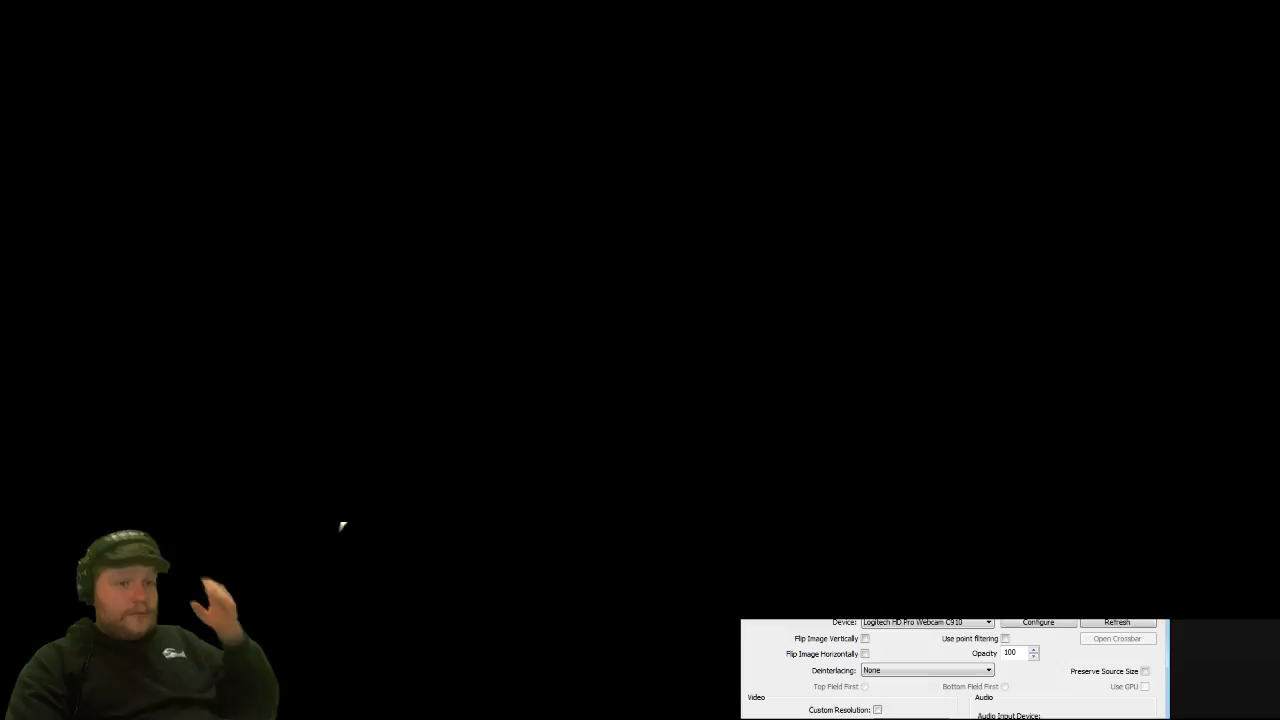 Device: Logitech HD Pro Webcam C910 Configure Refresh
Flip Image Vertically Use point filtering Open Crossbar
Flip Image Horizontally Opacity 100
Deinterlacing: None Preserve Source Size
Top Field First Bottom Field First Use GPU
Video Audio
Custom Resolution:
Audio Input Device: